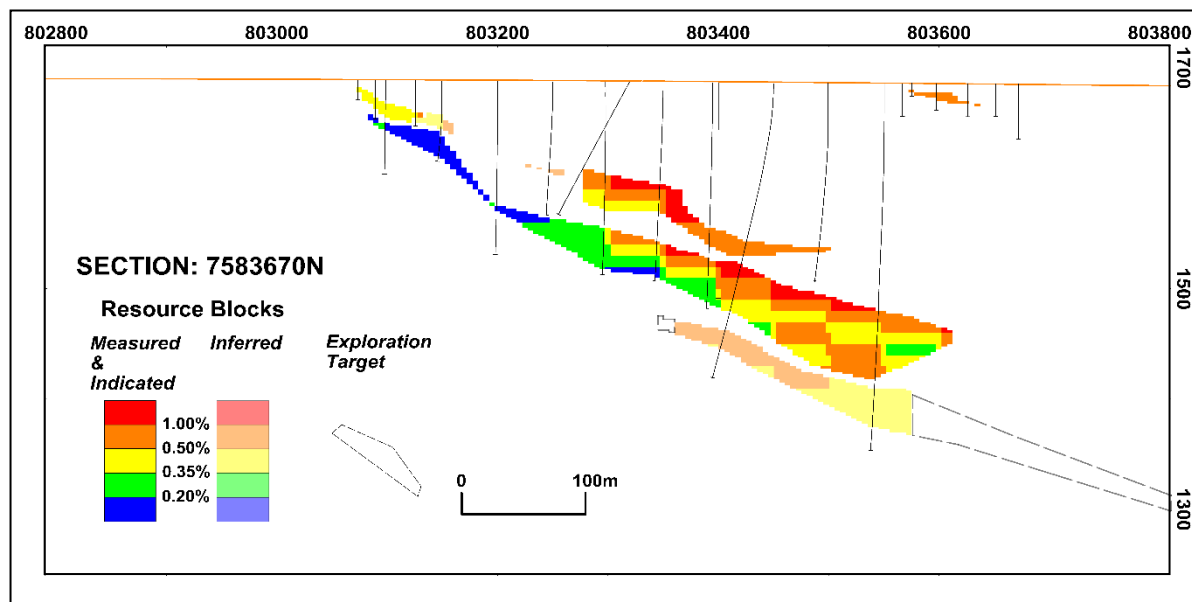 802800 803000 803200 803400 803600 803800
1700
1500
1300
SECTION: 7583670N
Resource Blocks
Measured & Indicated
Inferred
Exploration Target
1.00%
0.50%
0.35%
0.20%
0 100m